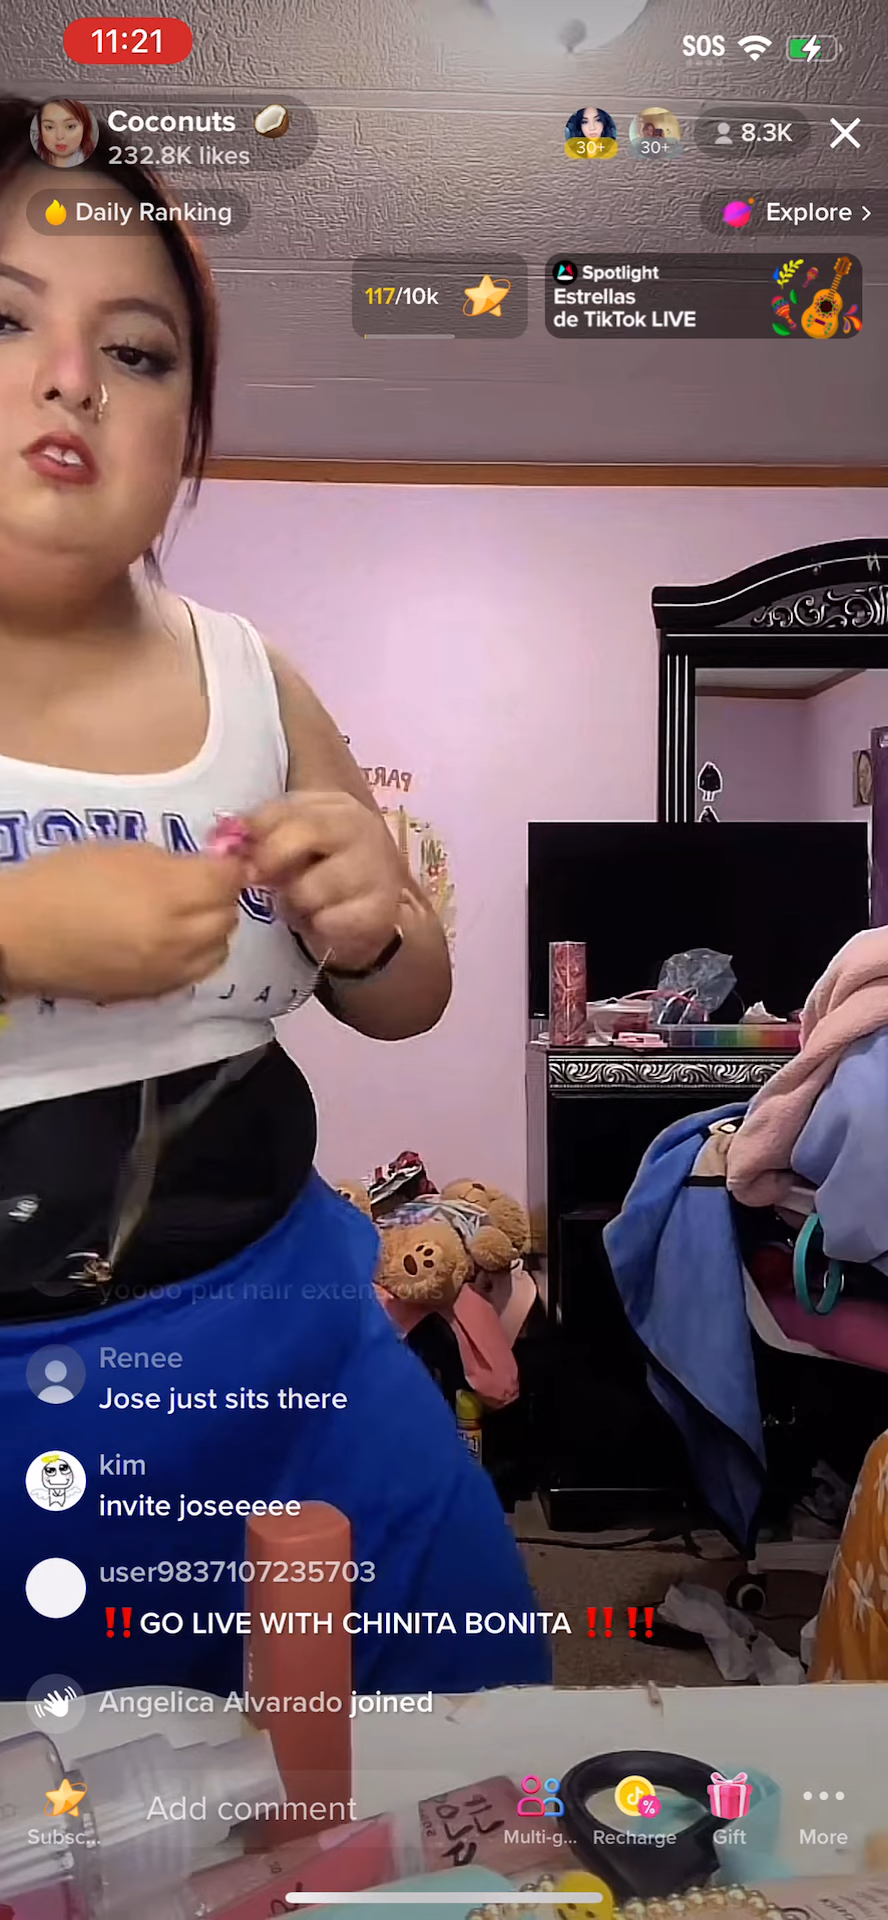 11:21
SOS
Coconuts 🥥
232.8K likes
30+
30+
8.3K
Daily Ranking
Explore >
117/10k
Spotlight
Estrellas
de TikTok LIVE
PART
yoooo put hair extensions
Renee
Jose just sits there
kim
invite joseeeee
user9837107235703
‼️GO LIVE WITH CHINITA BONITA ‼️ ‼️
Angelica Alvarado joined
Subsc...
Add comment
Multi-g...
Recharge
Gift
More